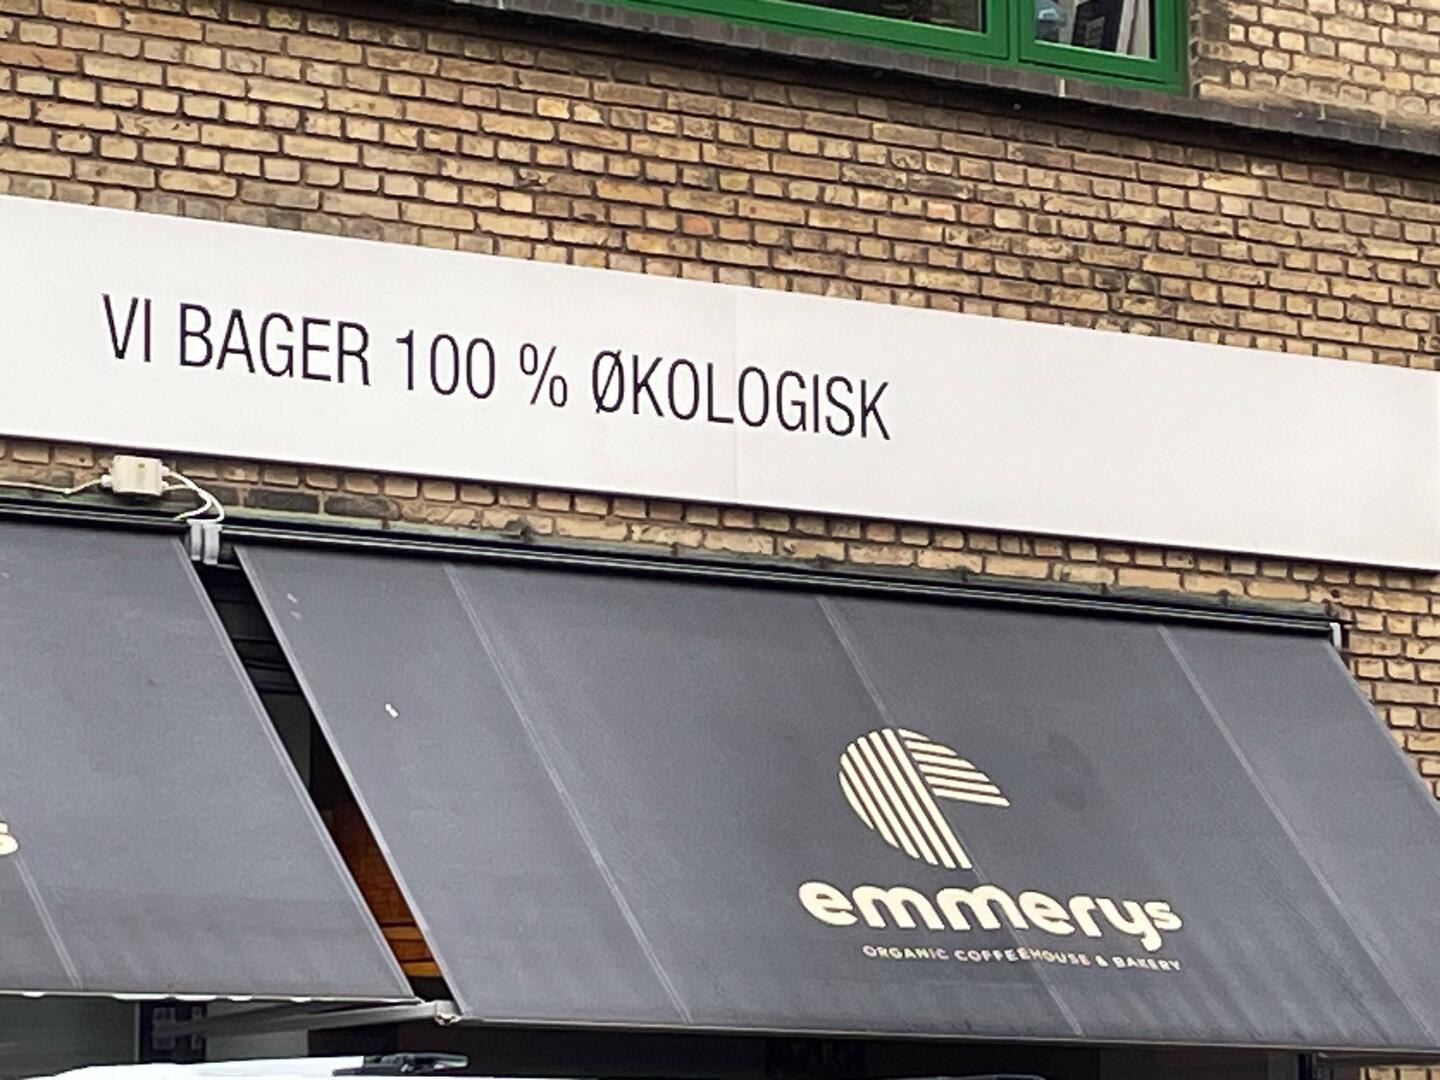 VI BAGER 100 % ØKOLOGISK
emmerys
ORGANIC COFFEEHOUSE & BAKERY